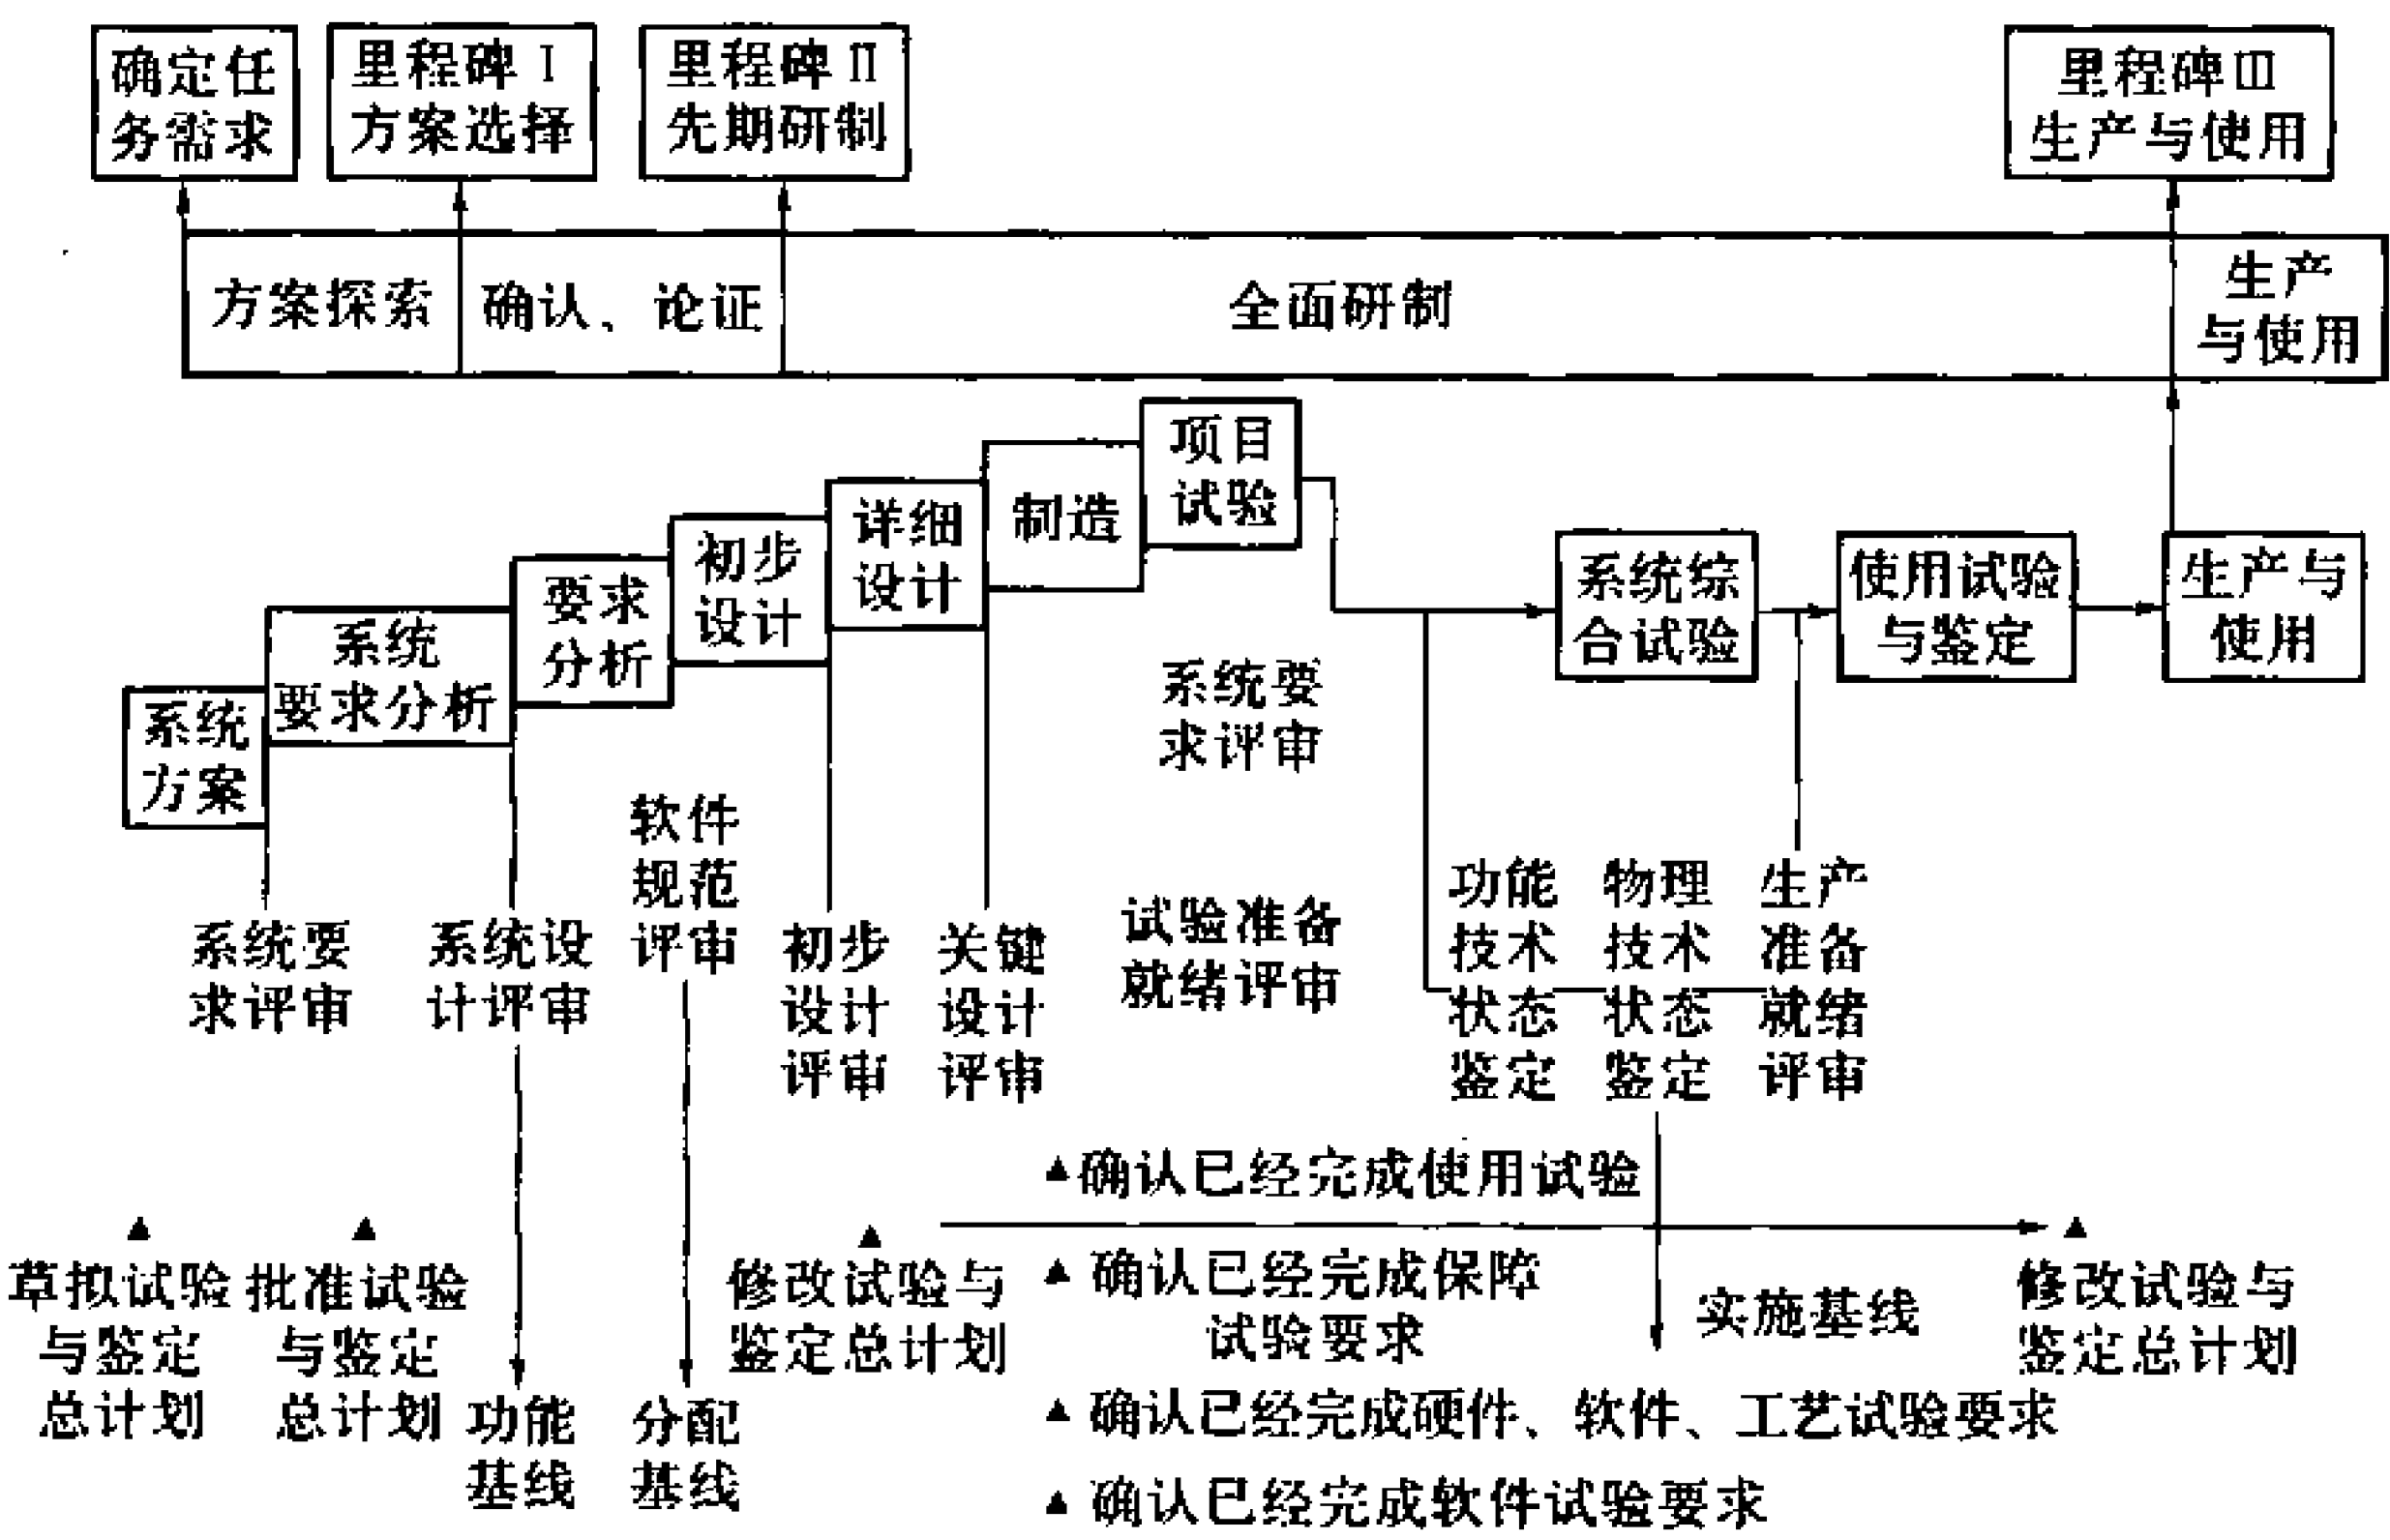 确定任
务需求
里程碑Ⅰ
方案选择
里程碑Ⅱ
先期研制
里程碑Ⅲ
生产与使用
方案探索
确认、论证
全面研制
生产
与使用
项目
试验
制造
详细
设计
初步
设计
要求
分析
系统
要求分析
系统
方案
系统综
合试验
使用试验
与鉴定
生产与
使用
系统要
求评审
系统要
求评审
系统设
计评审
软件
规范
评审
初步
设计
评审
关键
设计
评审
试验准备
就绪评审
功能
技术
状态
鉴定
物理
技术
状态
鉴定
生产
准备
就绪
评审
▲
草拟试验
与鉴定
总计划
▲
批准试验
与鉴定
总计划
功能
基线
分配
基线
▲
修改试验与
鉴定总计划
▲确认已经完成使用试验
▲确认已经完成保障
试验要求
▲确认已经完成硬件、软件、工艺试验要求
▲确认已经完成软件试验要求
实施基线
▲
修改试验与
鉴定总计划